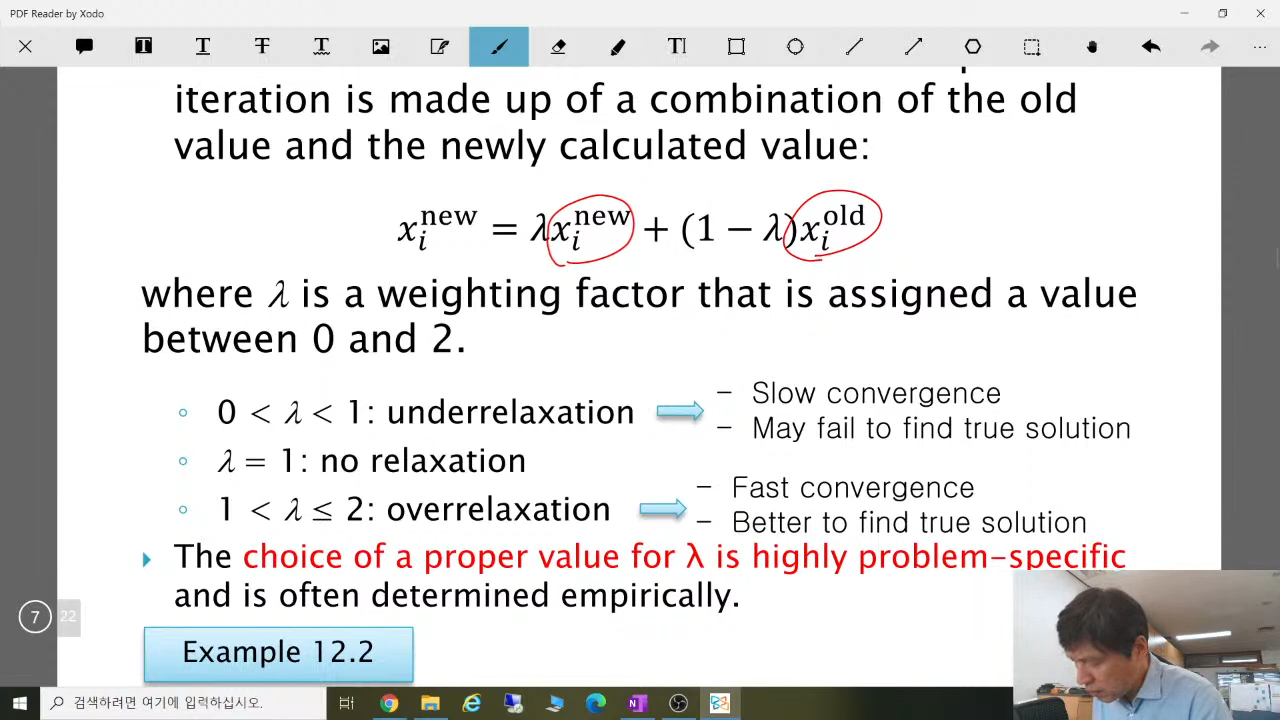 PDF Reader by Xodo
iteration is made up of a combination of the old
value and the newly calculated value:
x_i^new = λx_i^new + (1 − λ)x_i^old
where λ is a weighting factor that is assigned a value
between 0 and 2.
0 < λ < 1: underrelaxation
– Slow convergence
– May fail to find true solution
λ = 1: no relaxation
1 < λ ≤ 2: overrelaxation
– Fast convergence
– Better to find true solution
The choice of a proper value for λ is highly problem-specific
and is often determined empirically.
7 22
Example 12.2
검색하려면 여기에 입력하십시오.